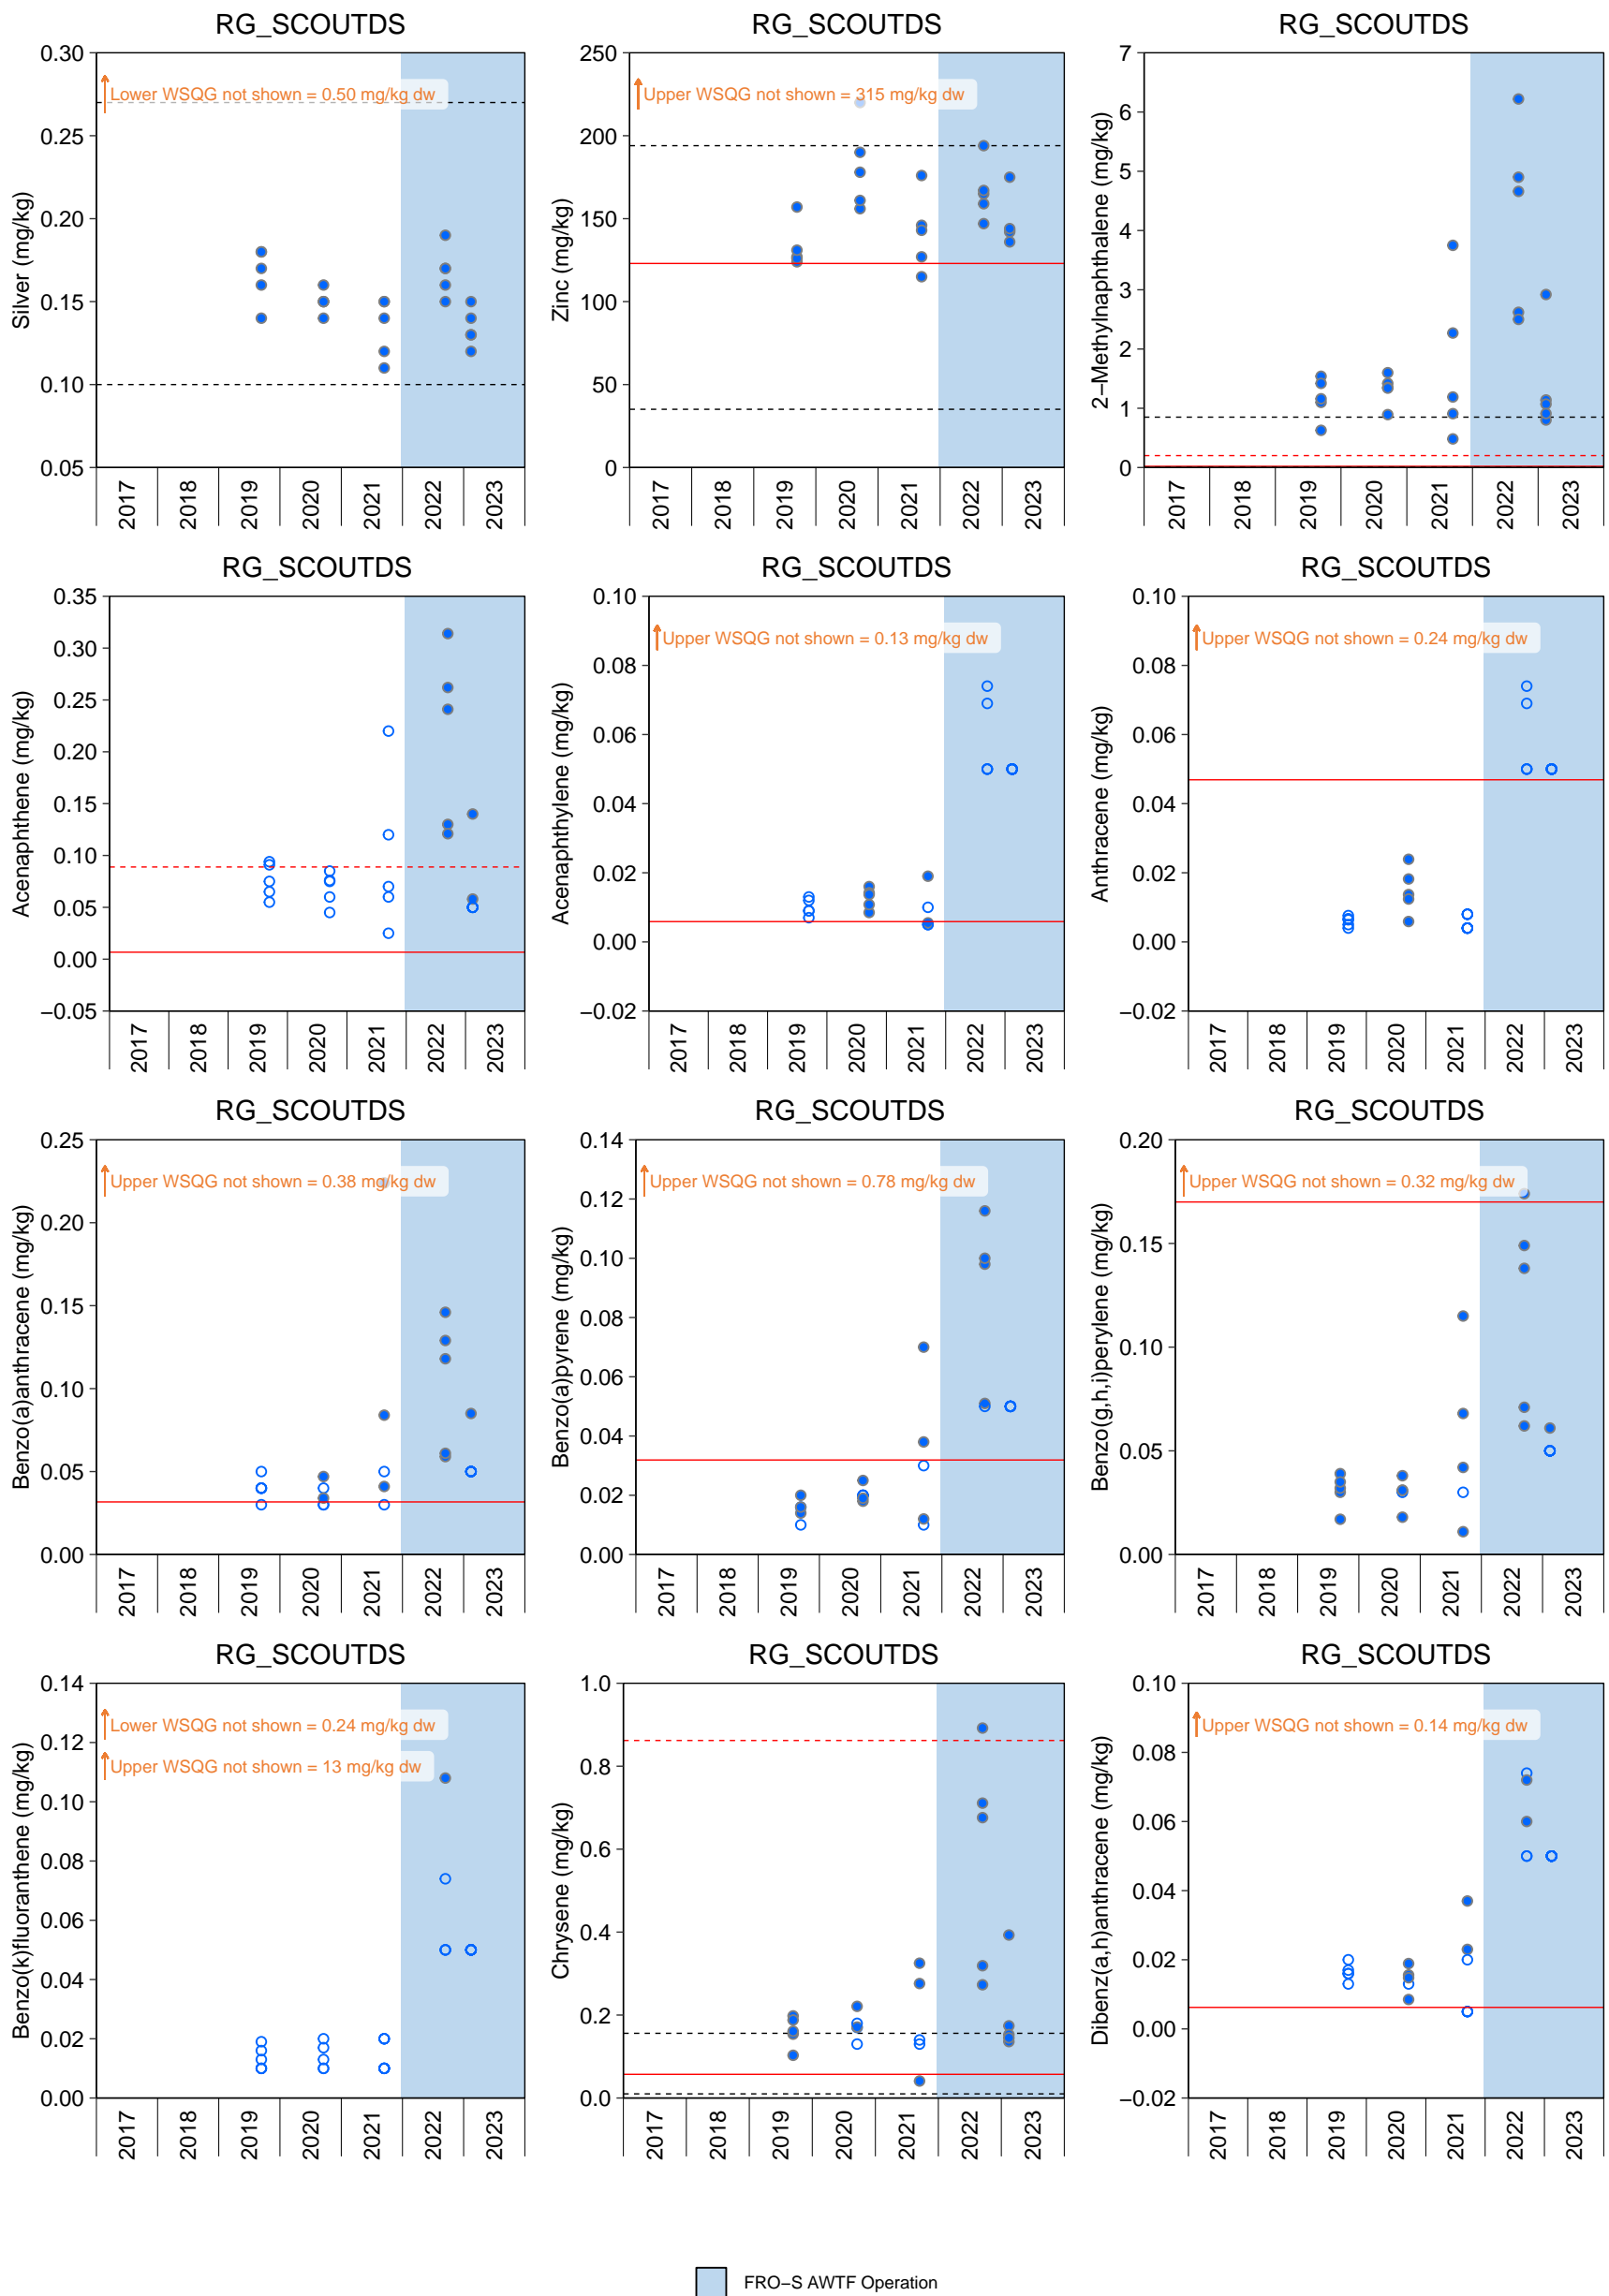 RG_SCOUTDS
RG_SCOUTDS
RG_SCOUTDS
Silver (mg/kg)
0.30
0.25
0.20
0.15
0.10
0.05
Lower WSQG not shown = 0.50 mg/kg dw
2017 2018 2019 2020 2021 2022 2023
Zinc (mg/kg)
250
200
150
100
50
0
Upper WSQG not shown = 315 mg/kg dw
2017 2018 2019 2020 2021 2022 2023
2−Methylnaphthalene (mg/kg)
7
6
5
4
3
2
1
0
2017 2018 2019 2020 2021 2022 2023
RG_SCOUTDS
RG_SCOUTDS
RG_SCOUTDS
Acenaphthene (mg/kg)
0.35
0.30
0.25
0.20
0.15
0.10
0.05
0.00
−0.05
2017 2018 2019 2020 2021 2022 2023
Acenaphthylene (mg/kg)
0.10
0.08
0.06
0.04
0.02
0.00
−0.02
Upper WSQG not shown = 0.13 mg/kg dw
2017 2018 2019 2020 2021 2022 2023
Anthracene (mg/kg)
0.10
0.08
0.06
0.04
0.02
0.00
−0.02
Upper WSQG not shown = 0.24 mg/kg dw
2017 2018 2019 2020 2021 2022 2023
RG_SCOUTDS
RG_SCOUTDS
RG_SCOUTDS
Benzo(a)anthracene (mg/kg)
0.25
0.20
0.15
0.10
0.05
0.00
Upper WSQG not shown = 0.38 mg/kg dw
2017 2018 2019 2020 2021 2022 2023
Benzo(a)pyrene (mg/kg)
0.14
0.12
0.10
0.08
0.06
0.04
0.02
0.00
Upper WSQG not shown = 0.78 mg/kg dw
2017 2018 2019 2020 2021 2022 2023
Benzo(g,h,i)perylene (mg/kg)
0.20
0.15
0.10
0.05
0.00
Upper WSQG not shown = 0.32 mg/kg dw
2017 2018 2019 2020 2021 2022 2023
RG_SCOUTDS
RG_SCOUTDS
RG_SCOUTDS
Benzo(k)fluoranthene (mg/kg)
0.14
0.12
0.10
0.08
0.06
0.04
0.02
0.00
Lower WSQG not shown = 0.24 mg/kg dw
Upper WSQG not shown = 13 mg/kg dw
2017 2018 2019 2020 2021 2022 2023
Chrysene (mg/kg)
1.0
0.8
0.6
0.4
0.2
0.0
2017 2018 2019 2020 2021 2022 2023
Dibenz(a,h)anthracene (mg/kg)
0.10
0.08
0.06
0.04
0.02
0.00
−0.02
Upper WSQG not shown = 0.14 mg/kg dw
2017 2018 2019 2020 2021 2022 2023
FRO−S AWTF Operation